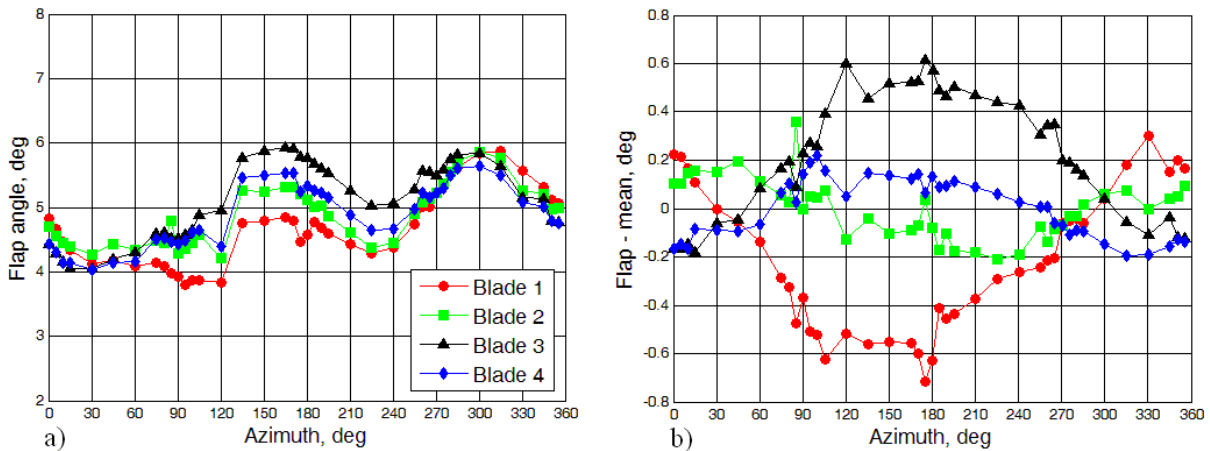 8
7
6
5
4
3
2
Flap angle, deg
Blade 1
Blade 2
Blade 3
Blade 4
0 30 60 90 120 150 180 210 240 270 300 330 360
Azimuth, deg
a)
0.8
0.6
0.4
0.2
0
-0.2
-0.4
-0.6
-0.8
Flap - mean, deg
0 30 60 90 120 150 180 210 240 270 300 330 360
Azimuth, deg
b)